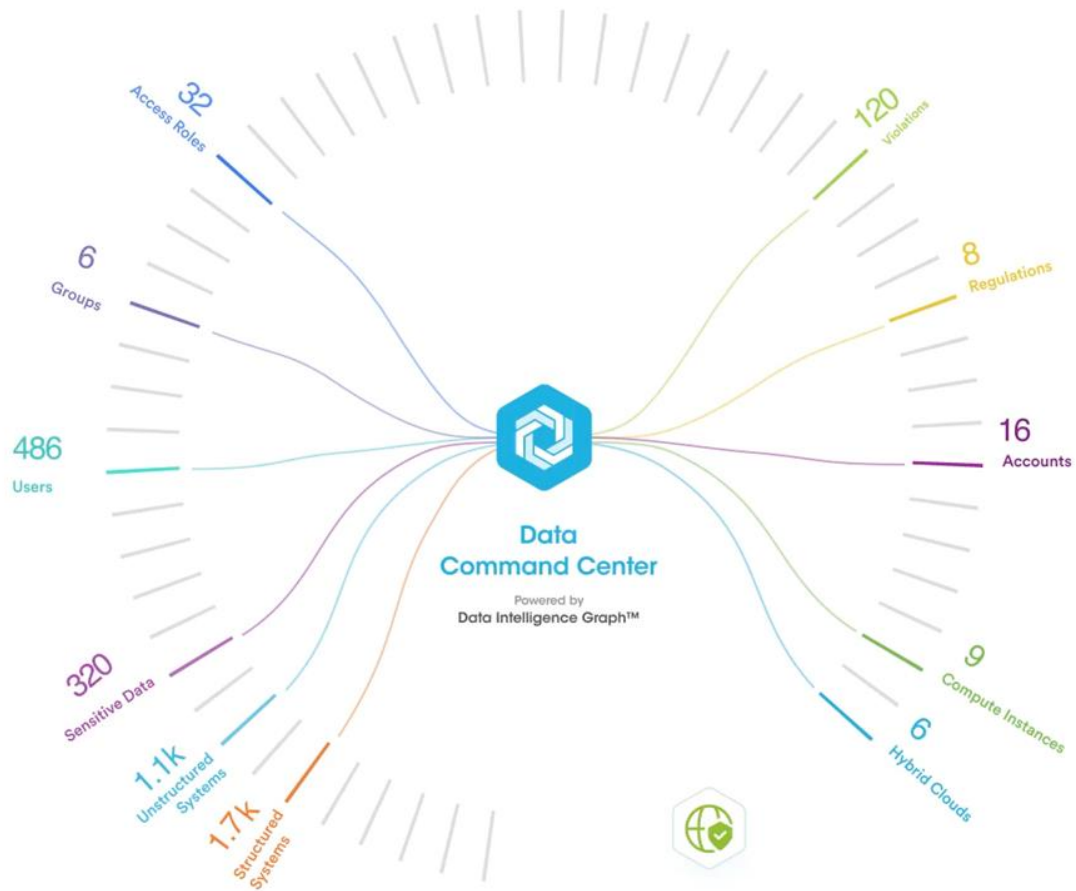 32
Access Roles
120
Violations
6
Groups
8
Regulations
486
Users
16
Accounts
Data
Command Center
Powered by
Data Intelligence Graph™
320
Sensitive Data
9
Compute Instances
1.1k
Unstructured
Systems
6
Hybrid Clouds
1.7k
Structured
Systems